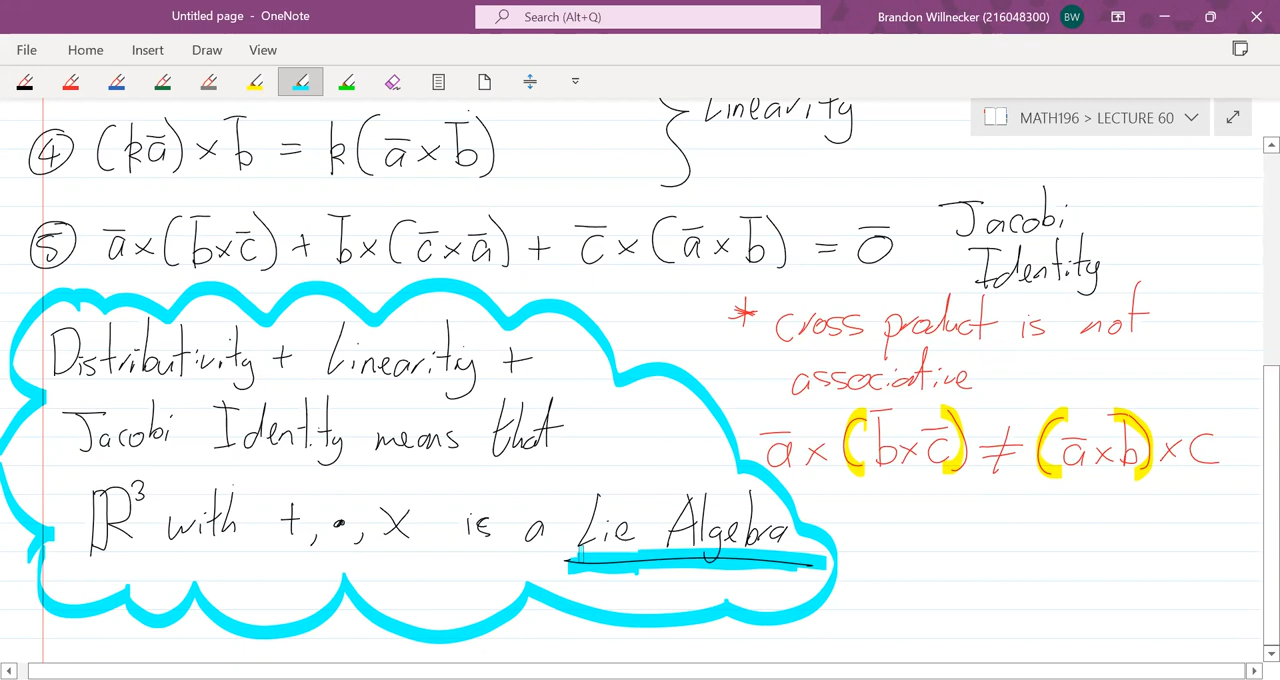 Untitled page - OneNote
Search (Alt+Q)
Brandon Willnecker (216048300)
BW
File Home Insert Draw View
MATH196 > LECTURE 60
Linearity
④ (kā) × b̄ = k(ā × b̄)
⑤ ā × (b̄ × c̄) + b̄ × (c̄ × ā) + c̄ × (ā × b̄) = 0̄
Jacobi
Identity
* cross product is not
associative
ā × (b̄ × c̄) ≠ (ā × b̄) × c
Distributivity + Linearity +
Jacobi Identity means that
ℝ³ with +, •, × is a Lie Algebra